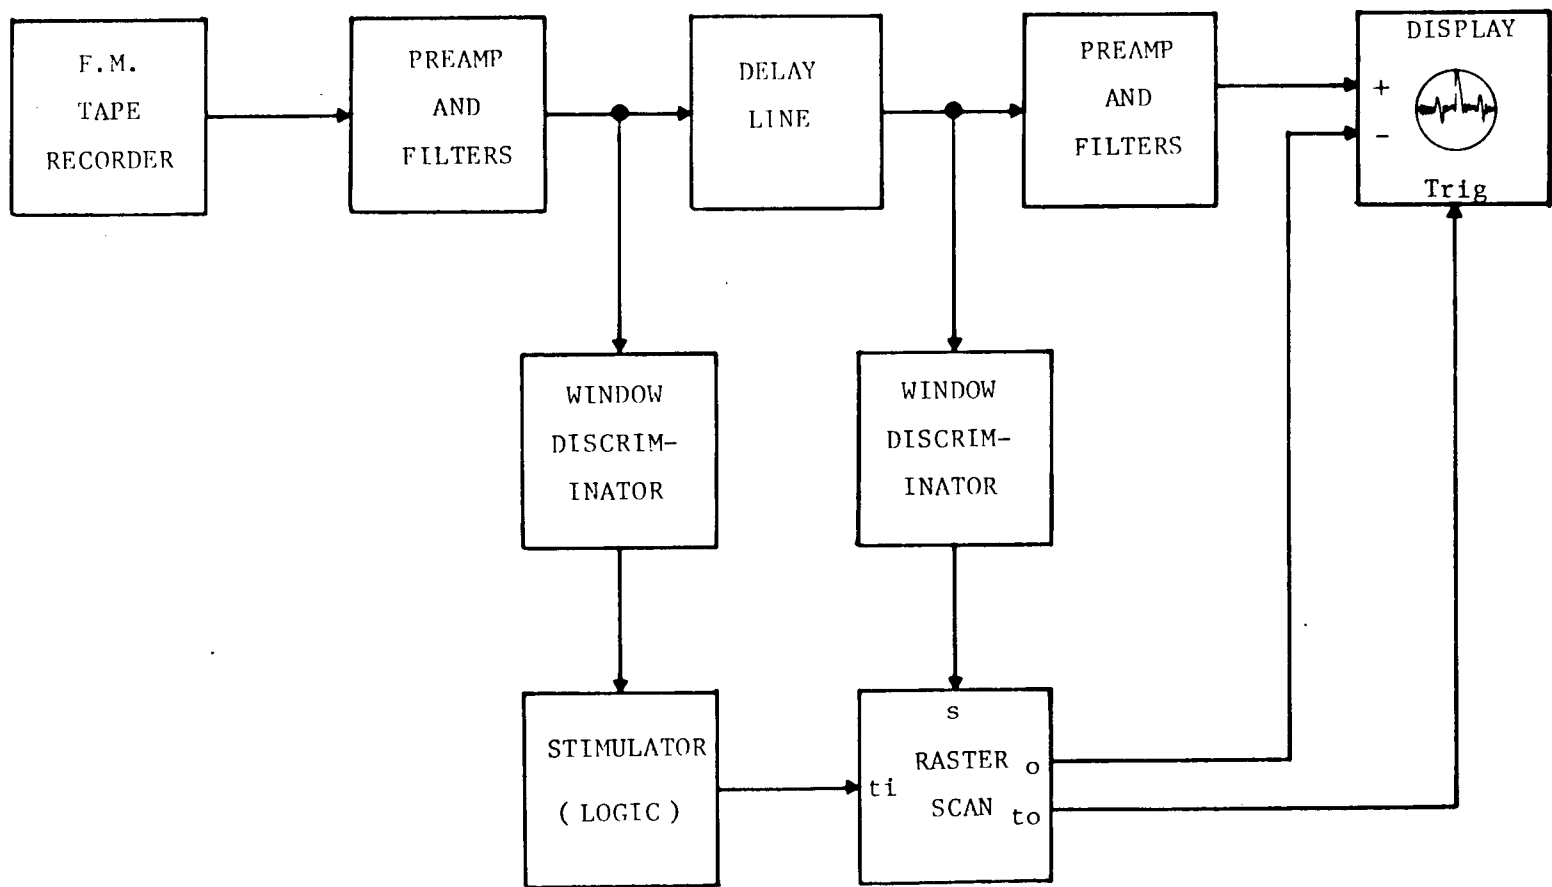 F.M.
TAPE
RECORDER
PREAMP
AND
FILTERS
DELAY
LINE
PREAMP
AND
FILTERS
DISPLAY
+
-
Trig
WINDOW
DISCRIM-
INATOR
WINDOW
DISCRIM-
INATOR
STIMULATOR
(LOGIC)
s
RASTER
SCAN
ti
o
to